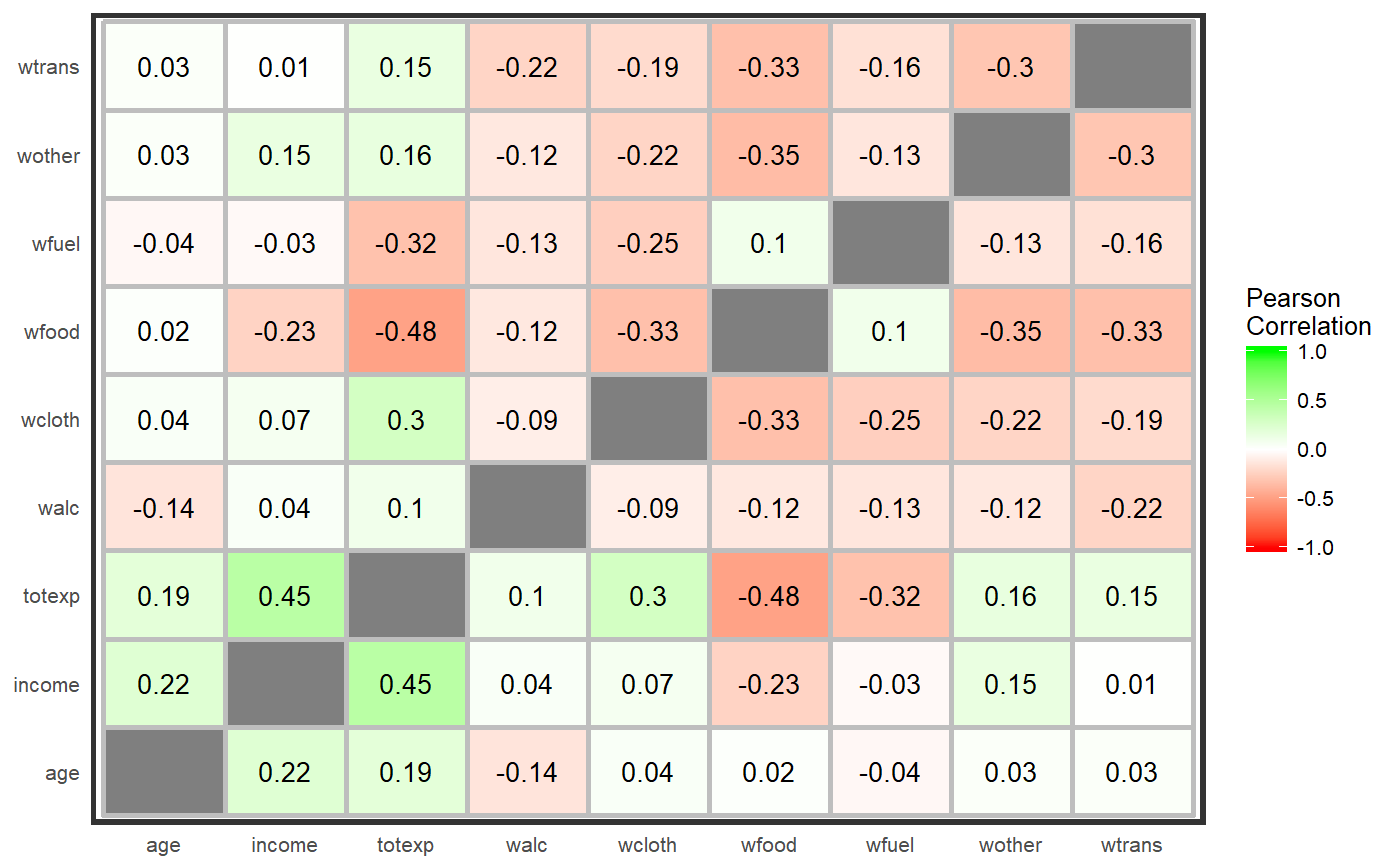 wtrans 0.03 0.01 0.15 -0.22 -0.19 -0.33 -0.16 -0.3
wother 0.03 0.15 0.16 -0.12 -0.22 -0.35 -0.13 -0.3
wfuel -0.04 -0.03 -0.32 -0.13 -0.25 0.1 -0.13 -0.16
wfood 0.02 -0.23 -0.48 -0.12 -0.33 0.1 -0.35 -0.33
wcloth 0.04 0.07 0.3 -0.09 -0.33 -0.25 -0.22 -0.19
walc -0.14 0.04 0.1 -0.09 -0.12 -0.13 -0.12 -0.22
totexp 0.19 0.45 0.1 0.3 -0.48 -0.32 0.16 0.15
income 0.22 0.45 0.04 0.07 -0.23 -0.03 0.15 0.01
age 0.22 0.19 -0.14 0.04 0.02 -0.04 0.03 0.03
age income totexp walc wcloth wfood wfuel wother wtrans
Pearson
Correlation
1.0
0.5
0.0
-0.5
-1.0